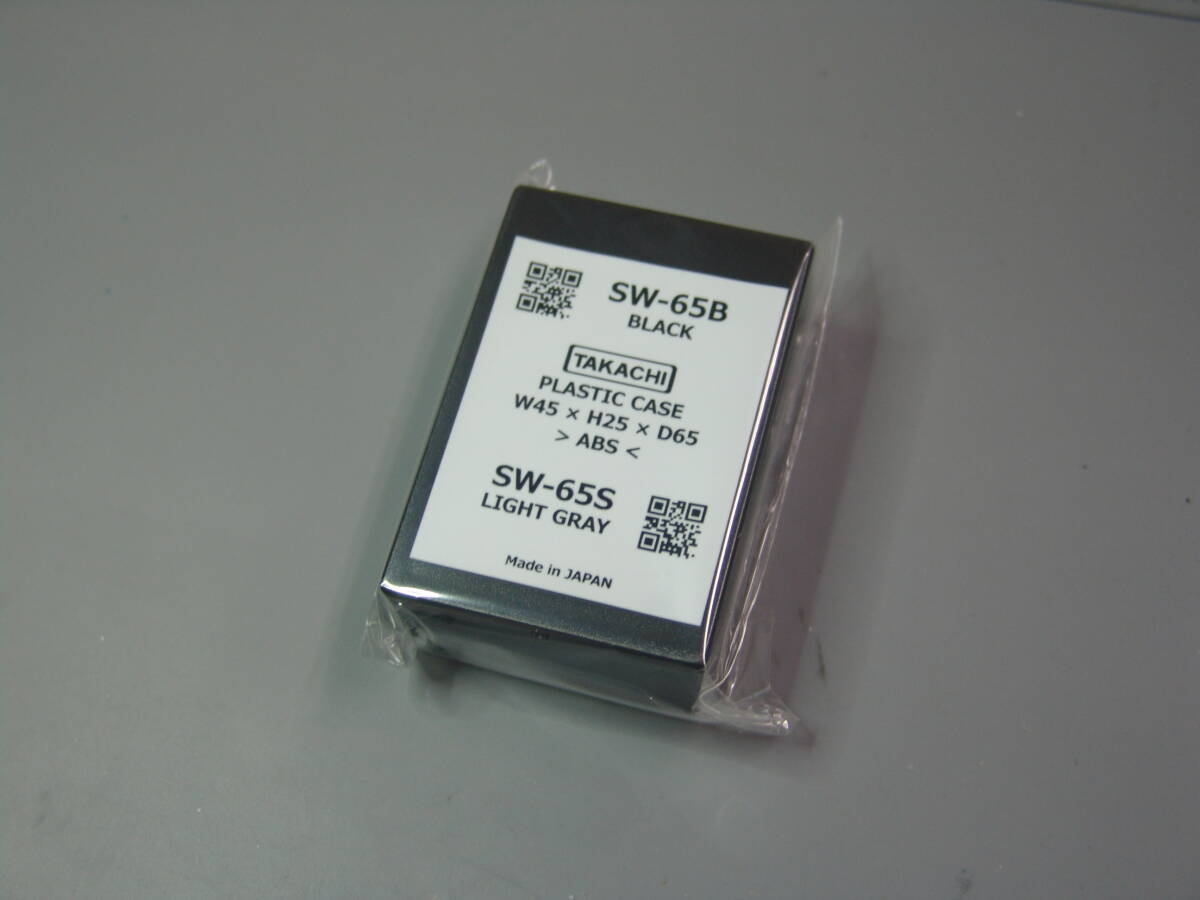 SW-65B
BLACK
TAKACHI
PLASTIC CASE
W45 × H25 × D65
> ABS <
SW-65S
LIGHT GRAY
Made in JAPAN